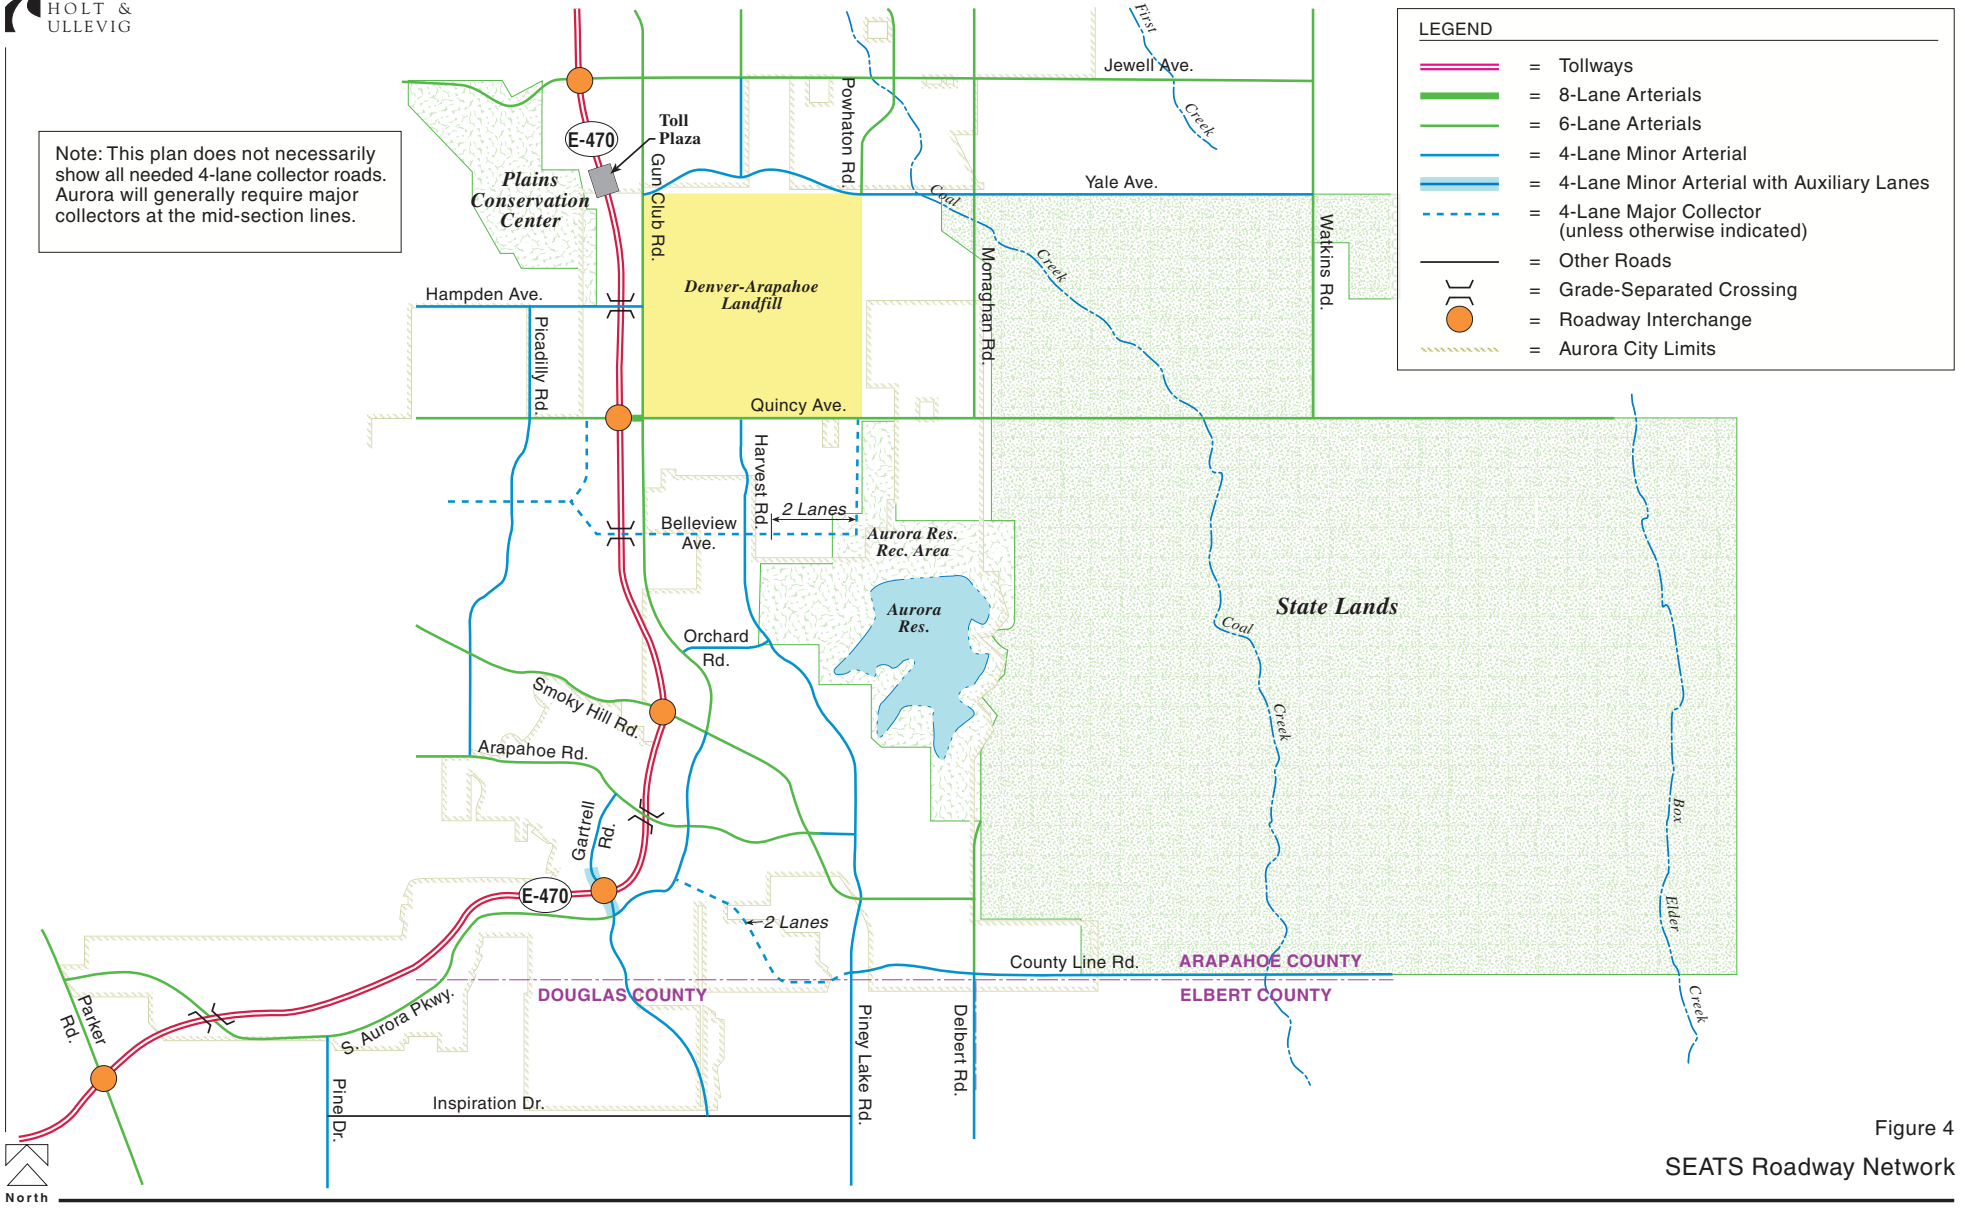 HOLT &
ULLEVIG
Note: This plan does not necessarily
show all needed 4-lane collector roads.
Aurora will generally require major
collectors at the mid-section lines.
LEGEND
= Tollways
= 8-Lane Arterials
= 6-Lane Arterials
= 4-Lane Minor Arterial
= 4-Lane Minor Arterial with Auxiliary Lanes
= 4-Lane Major Collector
(unless otherwise indicated)
= Other Roads
= Grade-Separated Crossing
= Roadway Interchange
= Aurora City Limits
First
Creek
Jewell Ave.
E-470
Toll
Plaza
Gun Club Rd.
Powhaton Rd.
Plains
Conservation
Center
Yale Ave.
Coal
Creek
Monaghan Rd.
Watkins Rd.
Denver-Arapahoe
Landfill
Hampden Ave.
Picadilly Rd.
Quincy Ave.
Harvest Rd.
2 Lanes
Belleview
Ave.
Aurora Res.
Rec. Area
Aurora
Res.
State Lands
Coal
Creek
Orchard
Rd.
Smoky Hill Rd.
Arapahoe Rd.
Gartrell
Rd.
E-470
2 Lanes
Box
Elder
Creek
County Line Rd.
ARAPAHOE COUNTY
DOUGLAS COUNTY
ELBERT COUNTY
Parker
Rd.
S. Aurora Pkwy.
Pine Dr.
Inspiration Dr.
Piney Lake Rd.
Delbert Rd.
Figure 4
SEATS Roadway Network
North